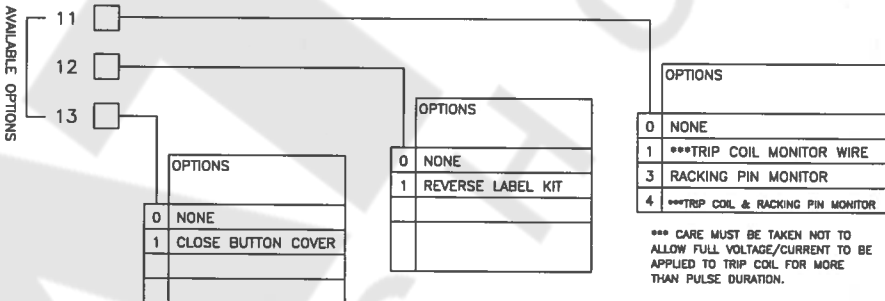 AVAILABLE OPTIONS
11
12
13
OPTIONS
0 NONE
1 ***TRIP COIL MONITOR WIRE
3 RACKING PIN MONITOR
4 ***TRIP COIL & RACKING PIN MONITOR
*** CARE MUST BE TAKEN NOT TO
ALLOW FULL VOLTAGE/CURRENT TO BE
APPLIED TO TRIP COIL FOR MORE
THAN PULSE DURATION.
OPTIONS
0 NONE
1 REVERSE LABEL KIT
OPTIONS
0 NONE
1 CLOSE BUTTON COVER